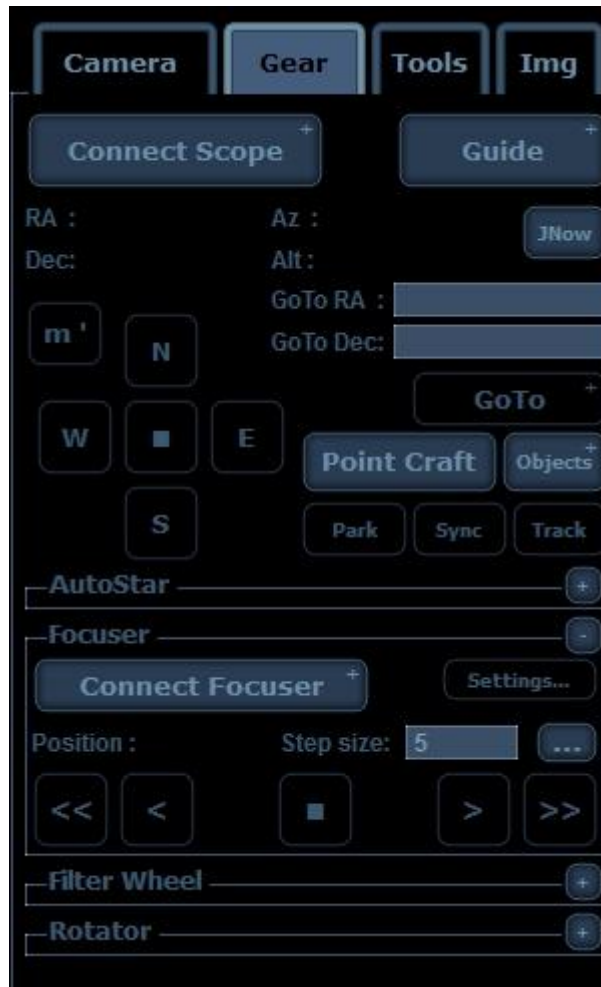 Camera Gear Tools Img
Connect Scope + Guide +
RA : Az : JNow
Dec: Alt :
GoTo RA :
m ' N GoTo Dec:
GoTo +
W ■ E
Point Craft Objects +
S Park Sync Track
AutoStar +
Focuser -
Connect Focuser + Settings...
Position : Step size: 5 ...
<< < ■ > >>
Filter Wheel +
Rotator +